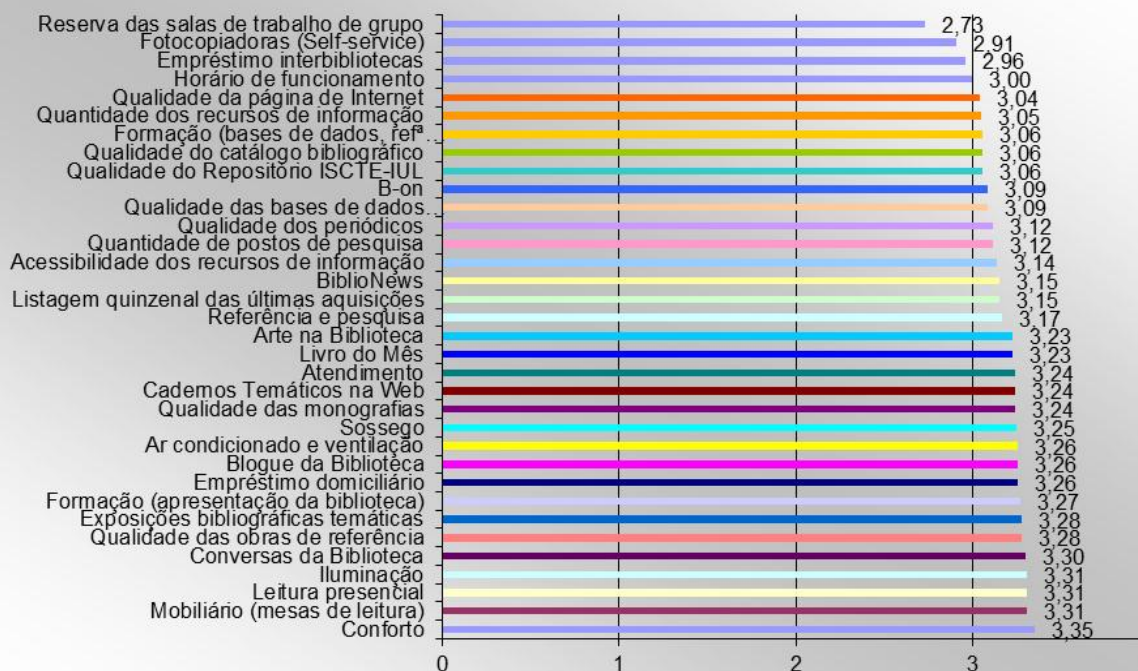 Reserva das salas de trabalho de grupo 2,73
Fotocopiadoras (Self-service) 2,91
Empréstimo interbibliotecas 2,96
Horário de funcionamento 3,00
Qualidade da página de Internet 3,04
Quantidade dos recursos de informação 3,05
Formação (bases de dados, refª ... 3,06
Qualidade do catálogo bibliográfico 3,06
Qualidade do Repositório ISCTE-IUL 3,06
B-on 3,09
Qualidade das bases de dados... 3,09
Qualidade dos periódicos 3,12
Quantidade de postos de pesquisa 3,12
Acessibilidade dos recursos de informação 3,14
BiblioNews 3,15
Listagem quinzenal das últimas aquisições 3,15
Referência e pesquisa 3,17
Arte na Biblioteca 3,23
Livro do Mês 3,23
Atendimento 3,24
Cadernos Temáticos na Web 3,24
Qualidade das monografias 3,24
Sossego 3,25
Ar condicionado e ventilação 3,26
Blogue da Biblioteca 3,26
Empréstimo domiciliário 3,26
Formação (apresentação da biblioteca) 3,27
Exposições bibliográficas temáticas 3,28
Qualidade das obras de referência 3,28
Conversas da Biblioteca 3,30
Iluminação 3,31
Leitura presencial 3,31
Mobiliário (mesas de leitura) 3,31
Conforto 3,35
0 1 2 3